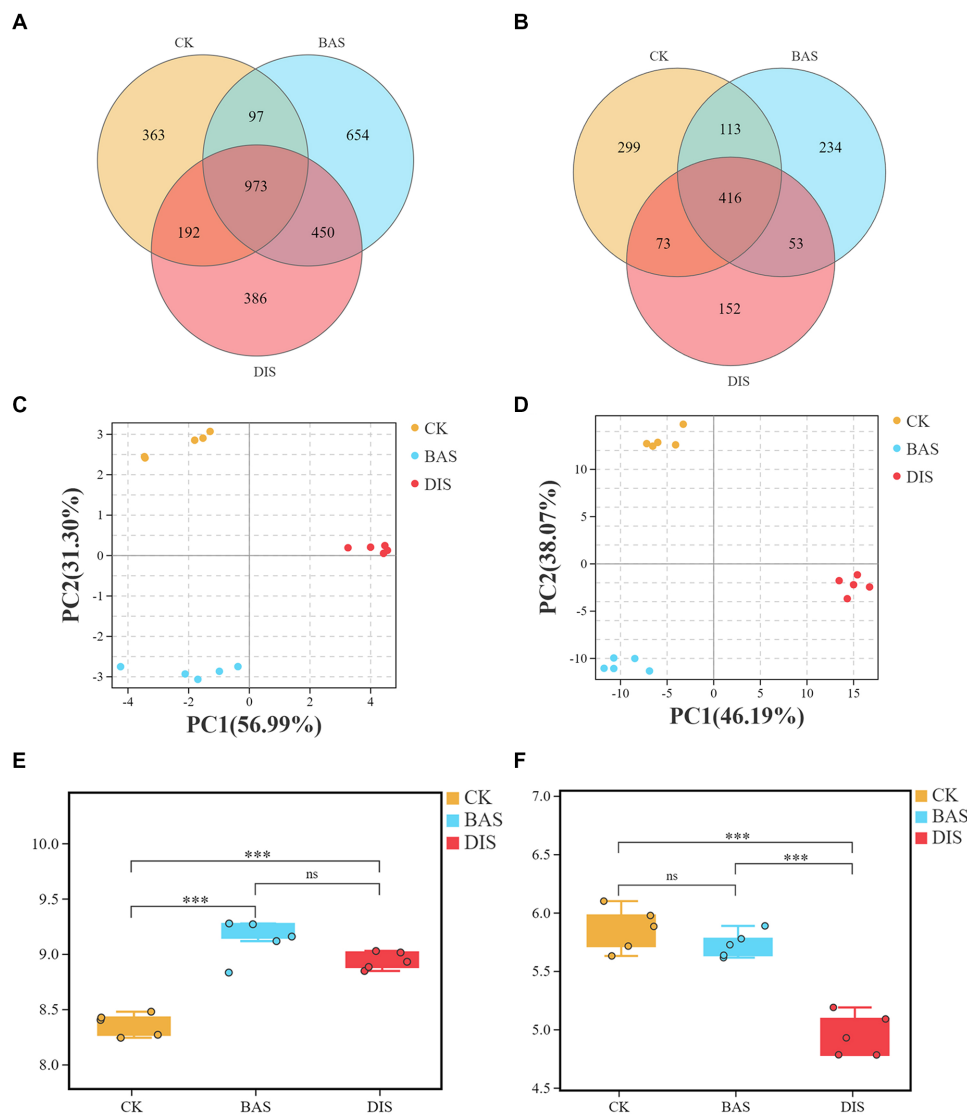 A
CK
BAS
363
97
654
973
192
450
386
DIS
B
CK
BAS
299
113
234
416
73
53
152
DIS
C
3
2
1
0
-1
-2
-3
-4
-2
0
2
4
PC2(31.30%)
PC1(56.99%)
CK
BAS
DIS
D
10
5
0
-5
-10
-10
-5
0
5
10
15
PC2(38.07%)
PC1(46.19%)
CK
BAS
DIS
E
10.0
9.5
9.0
8.5
8.0
***
ns
***
CK
BAS
DIS
CK
BAS
DIS
F
7.0
6.5
6.0
5.5
5.0
4.5
***
***
ns
CK
BAS
DIS
CK
BAS
DIS